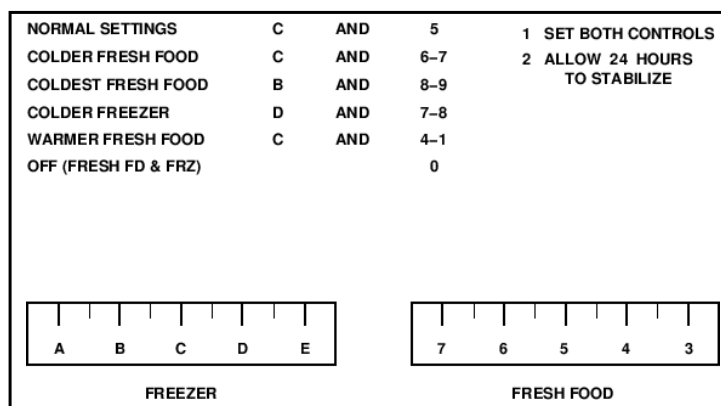 NORMAL SETTINGS C AND 5
COLDER FRESH FOOD C AND 6–7
COLDEST FRESH FOOD B AND 8–9
COLDER FREEZER D AND 7–8
WARMER FRESH FOOD C AND 4–1
OFF (FRESH FD & FRZ) 0
1 SET BOTH CONTROLS
2 ALLOW 24 HOURS
TO STABILIZE
A B C D E
FREEZER
7 6 5 4 3
FRESH FOOD